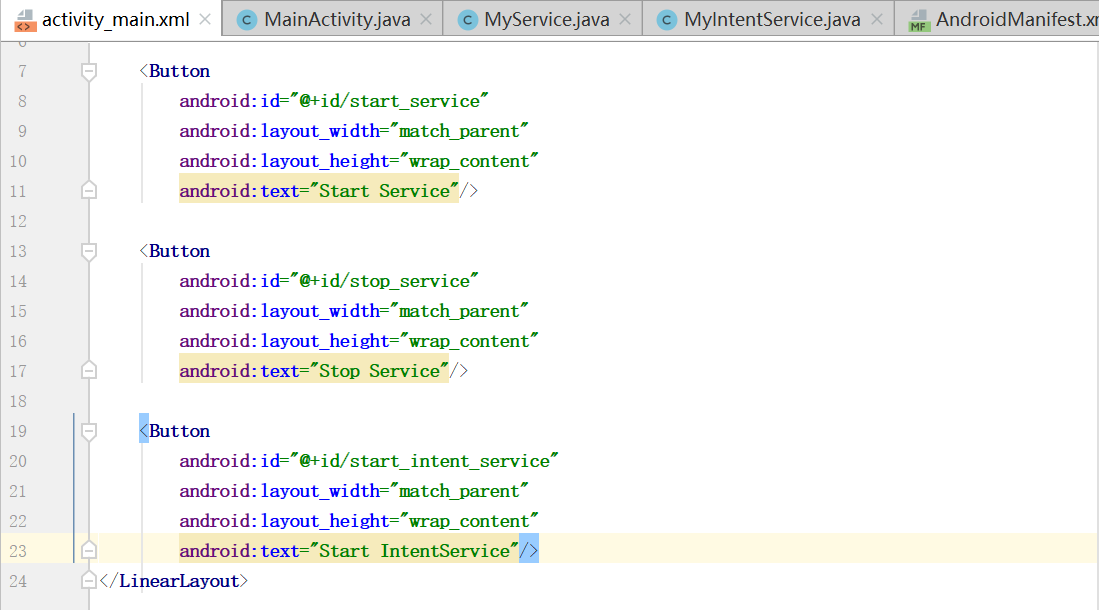 activity_main.xml × C MainActivity.java × C MyService.java × C MyIntentService.java × MF AndroidManifest.xm
7 <Button
8 android:id="@+id/start_service"
9 android:layout_width="match_parent"
10 android:layout_height="wrap_content"
11 android:text="Start Service"/>
12
13 <Button
14 android:id="@+id/stop_service"
15 android:layout_width="match_parent"
16 android:layout_height="wrap_content"
17 android:text="Stop Service"/>
18
19 <Button
20 android:id="@+id/start_intent_service"
21 android:layout_width="match_parent"
22 android:layout_height="wrap_content"
23 android:text="Start IntentService"/>
24 </LinearLayout>